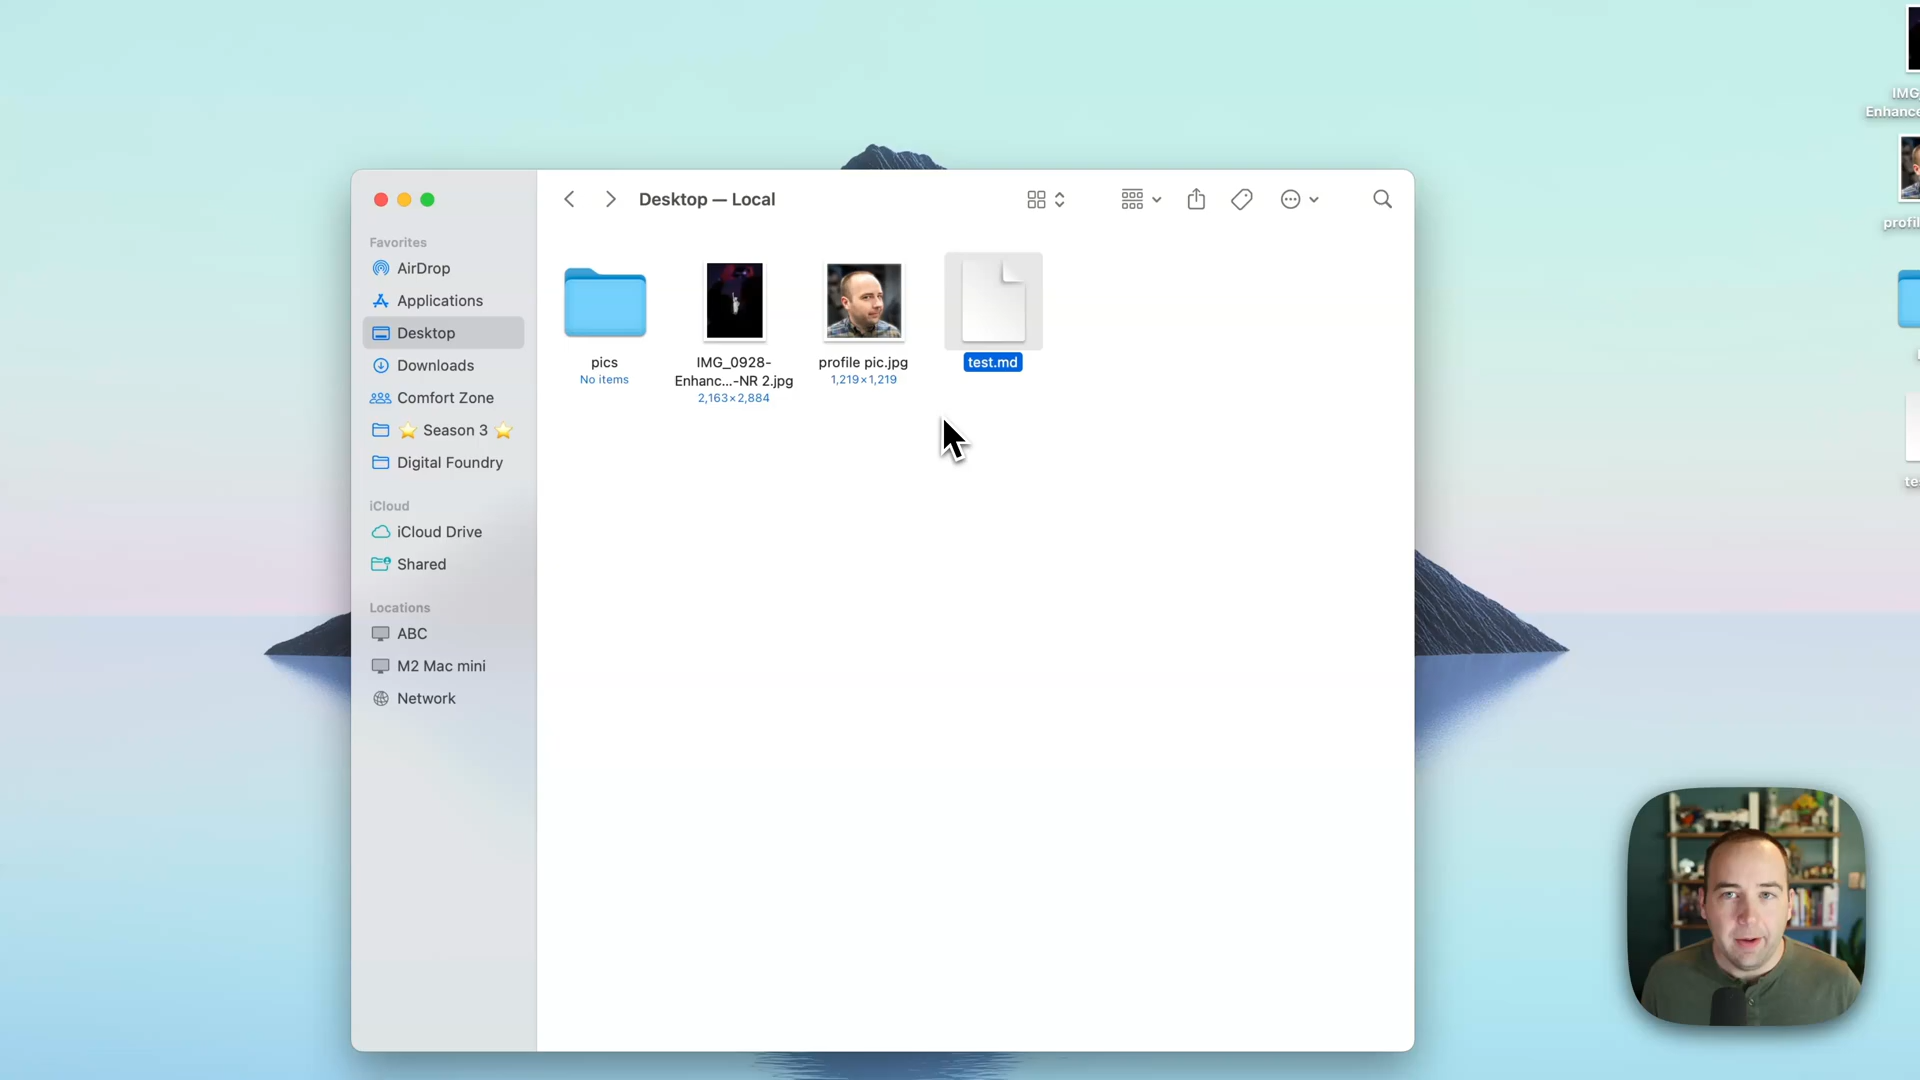 Desktop — Local
Favorites
AirDrop
Applications
Desktop
Downloads
Comfort Zone
⭐ Season 3 ⭐
Digital Foundry
iCloud
iCloud Drive
Shared
Locations
ABC
M2 Mac mini
Network
pics
No items
IMG_0928-
Enhanc...-NR 2.jpg
2,163×2,884
profile pic.jpg
1,219×1,219
test.md
IMG_
Enhance
profil
te